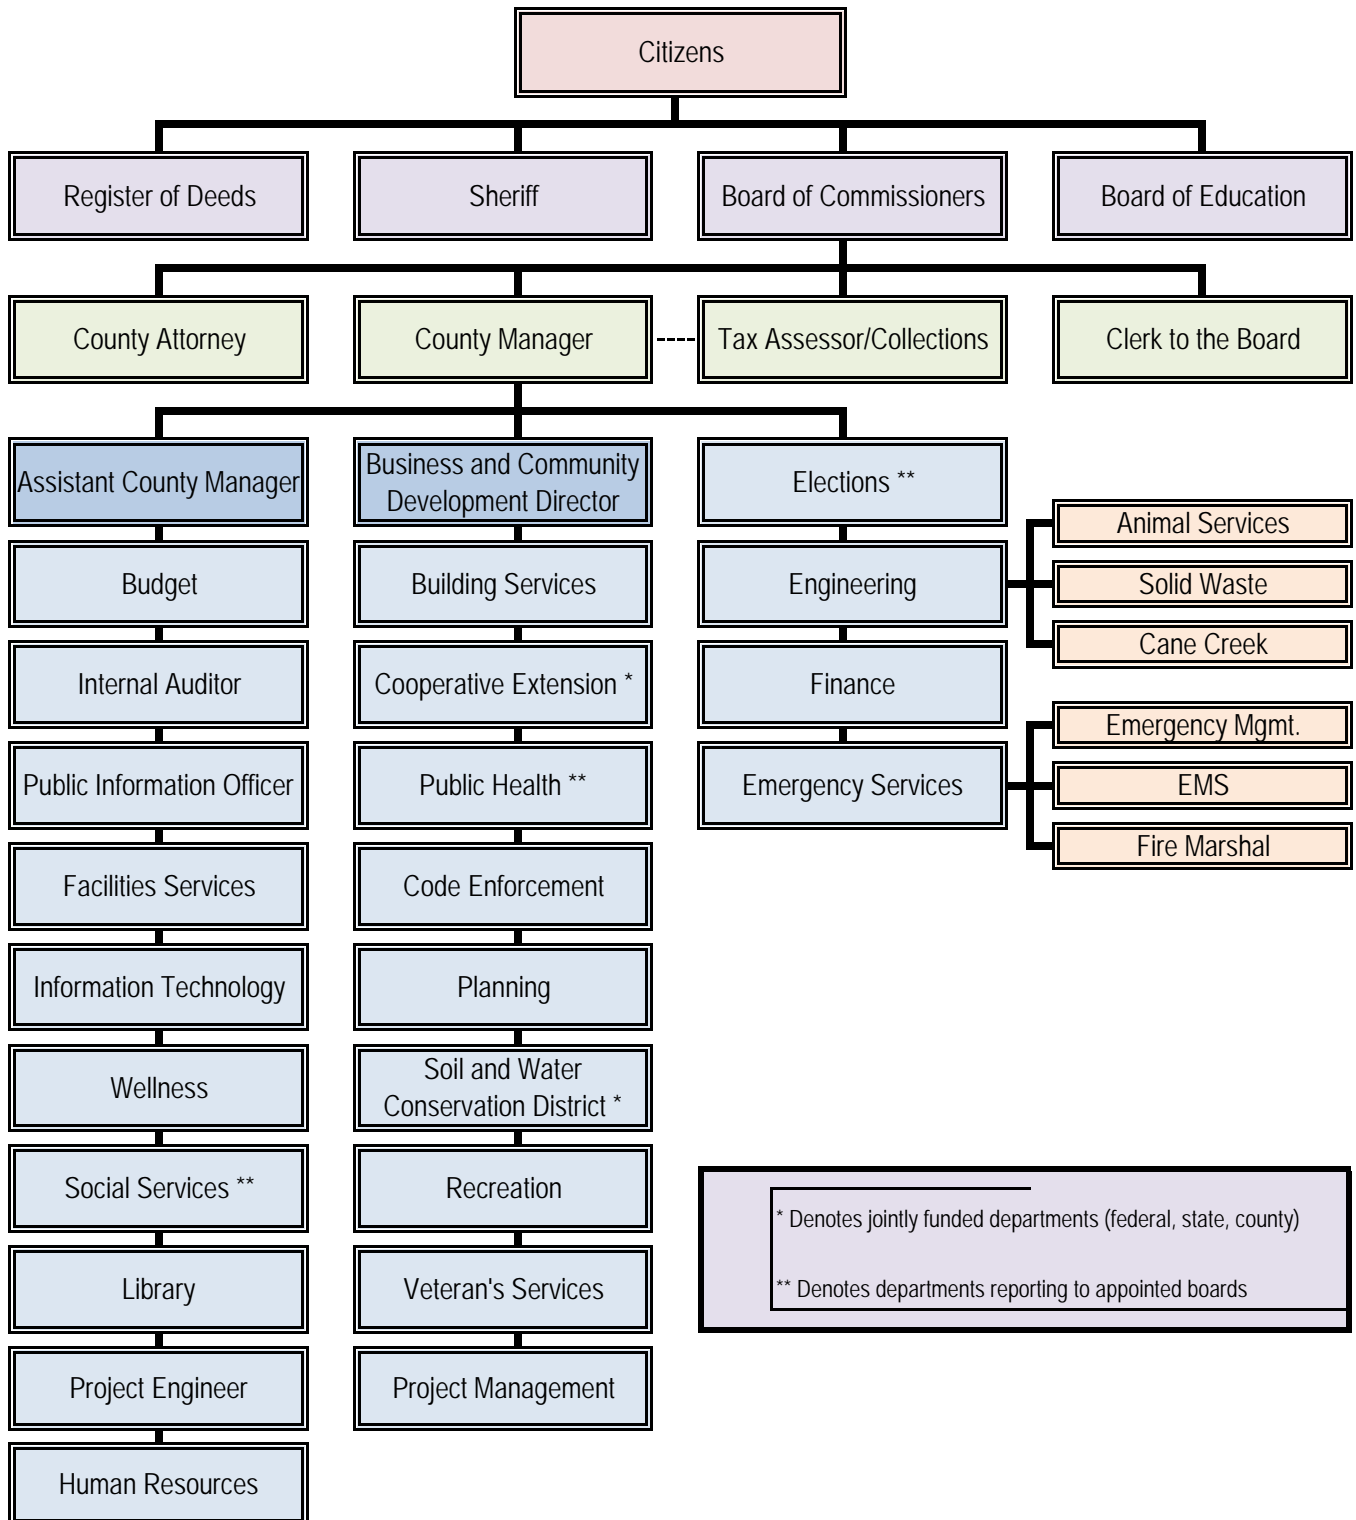 Citizens
Register of Deeds
Sheriff
Board of Commissioners
Board of Education
County Attorney
County Manager
Tax Assessor/Collections
Clerk to the Board
Assistant County Manager
Business and Community
Development Director
Elections **
Animal Services
Budget
Building Services
Engineering
Solid Waste
Cane Creek
Internal Auditor
Cooperative Extension *
Finance
Emergency Mgmt.
Public Information Officer
Public Health **
Emergency Services
EMS
Fire Marshal
Facilities Services
Code Enforcement
Information Technology
Planning
Wellness
Soil and Water
Conservation District *
Social Services **
Recreation
* Denotes jointly funded departments (federal, state, county)
Library
Veteran's Services
** Denotes departments reporting to appointed boards
Project Engineer
Project Management
Human Resources